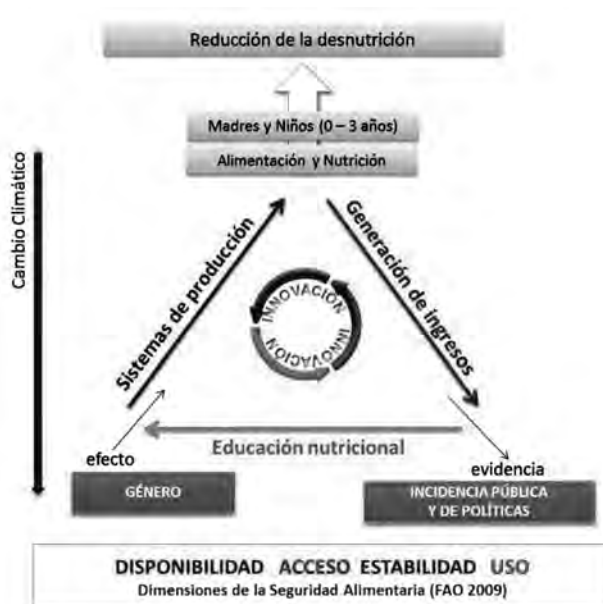 Reducción de la desnutrición
Madres y Niños (0 – 3 años)
Alimentación y Nutrición
Cambio Climático
Sistemas de producción
Generación de ingresos
INNOVACIÓN
INNOVACIÓN
Educación nutricional
efecto
evidencia
GÉNERO
INCIDENCIA PÚBLICA
Y DE POLÍTICAS
DISPONIBILIDAD ACCESO ESTABILIDAD USO
Dimensiones de la Seguridad Alimentaria (FAO 2009)